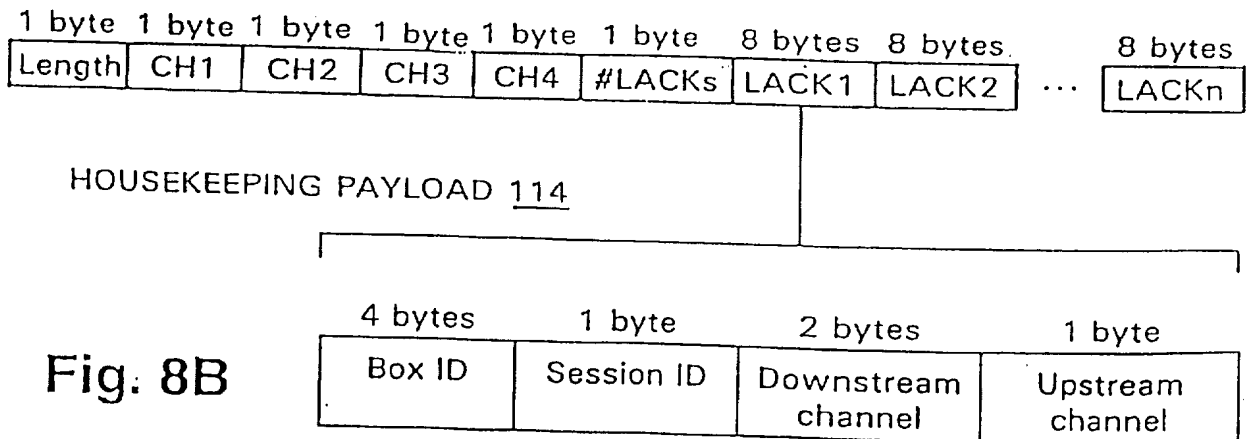 1 byte 1 byte 1 byte 1 byte 1 byte 1 byte 8 bytes 8 bytes 8 bytes
Length CH1 CH2 CH3 CH4 #LACKs LACK1 LACK2 ... LACKn
HOUSEKEEPING PAYLOAD 114
4 bytes 1 byte 2 bytes 1 byte
Box ID Session ID Downstream channel Upstream channel
Fig. 8B